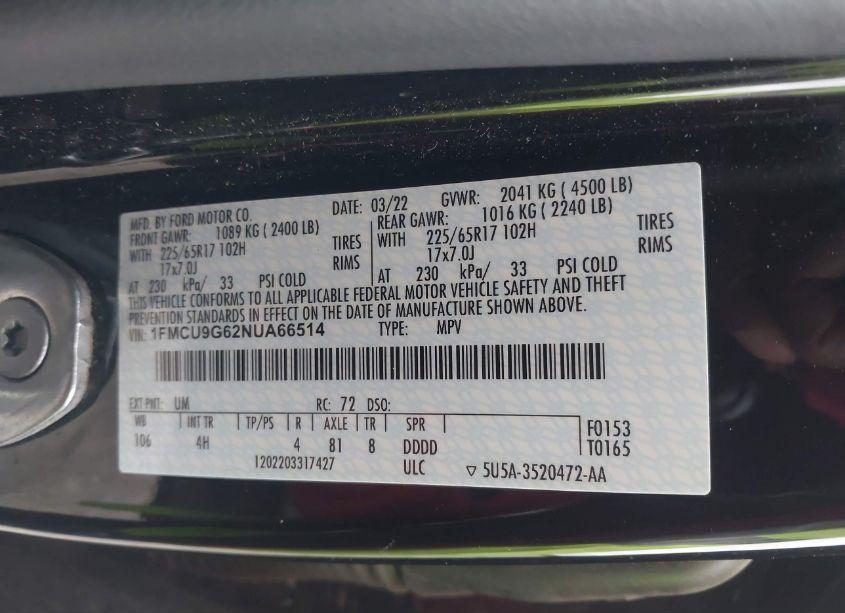 MFD. BY FORD MOTOR CO. DATE: 03/22 GVWR: 2041 KG ( 4500 LB)
FRONT GAWR: 1089 KG ( 2400 LB) REAR GAWR: 1016 KG ( 2240 LB)
WITH 225/65R17 102H TIRES WITH 225/65R17 102H TIRES
17x7.0J RIMS 17x7.0J RIMS
AT 230 kPa/ 33 PSI COLD AT 230 kPa/ 33 PSI COLD
THIS VEHICLE CONFORMS TO ALL APPLICABLE FEDERAL MOTOR VEHICLE SAFETY AND THEFT
PREVENTION STANDARDS IN EFFECT ON THE DATE OF MANUFACTURE SHOWN ABOVE.
VIN: 1FMCU9G62NUA66514 TYPE: MPV
EXT PNT: UM RC: 72 DSO:
WB INT TR TP/PS R AXLE TR SPR F0153
106 4H 4 81 8 DDDD T0165
1202203317427 ULC ▽ 5U5A-3520472-AA